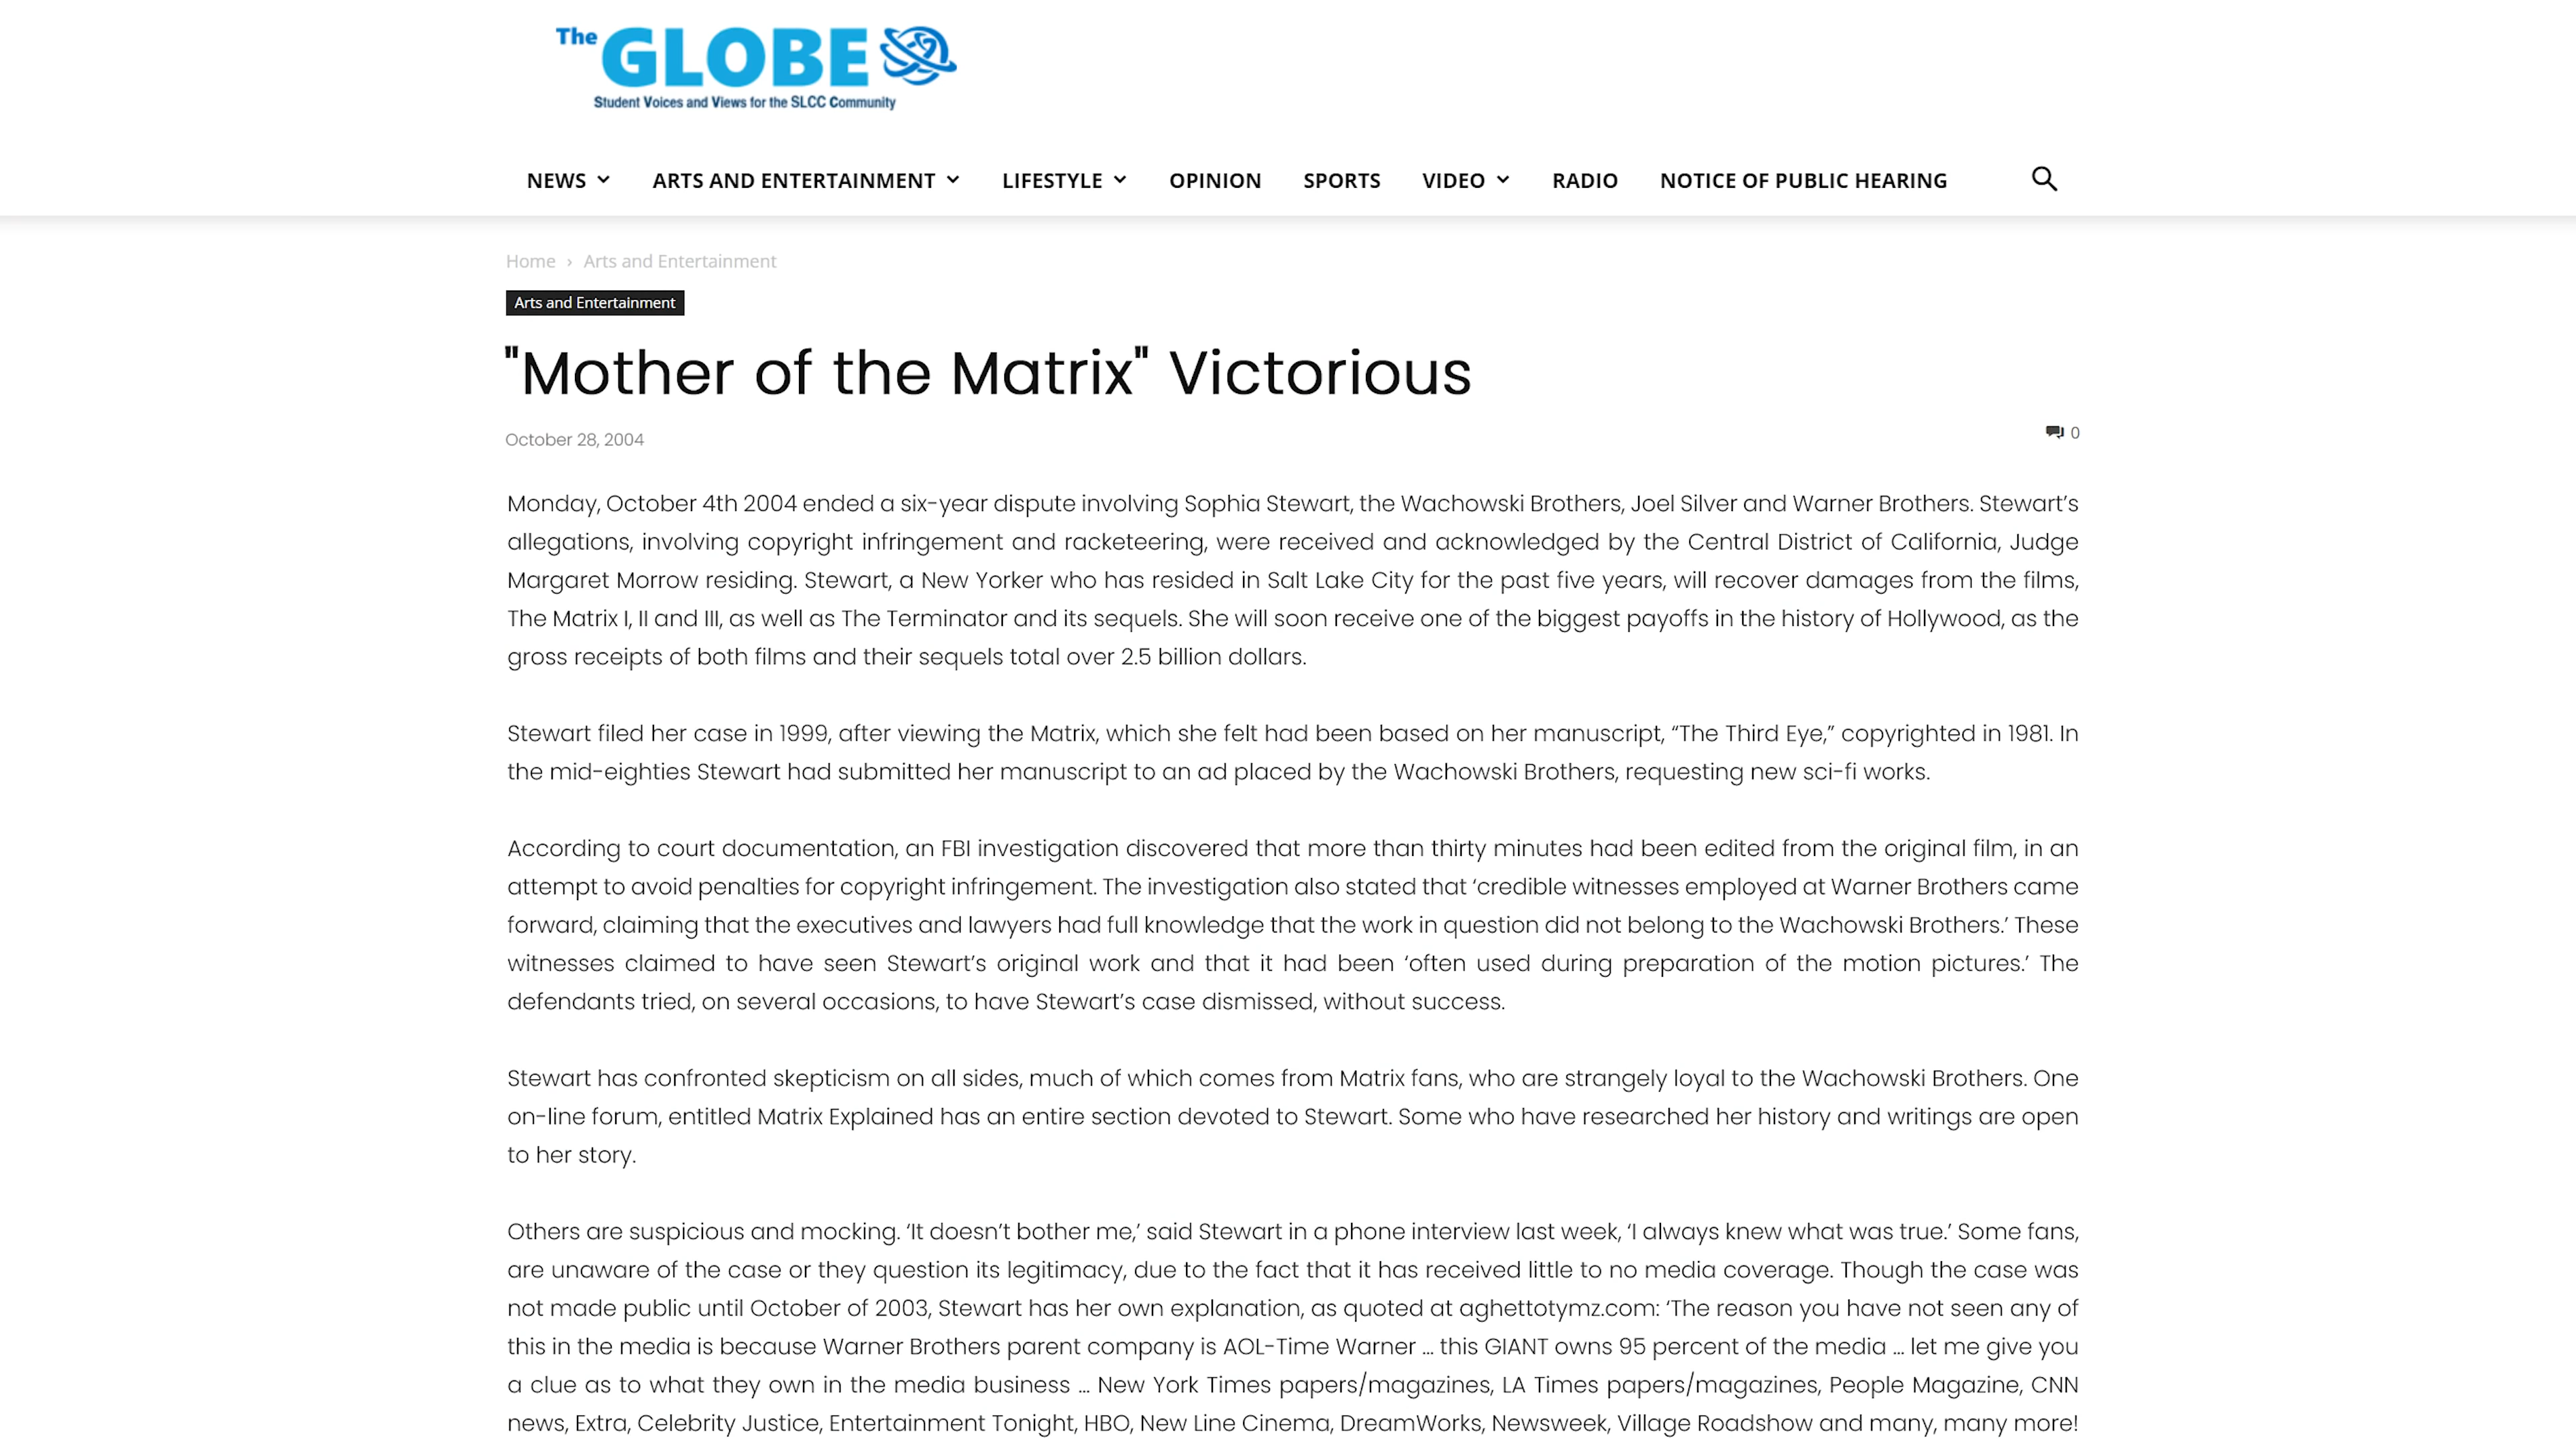 The GLOBE
Student Voices and Views for the SLCC Community
NEWS ARTS AND ENTERTAINMENT LIFESTYLE OPINION SPORTS VIDEO RADIO NOTICE OF PUBLIC HEARING
Home › Arts and Entertainment
Arts and Entertainment
"Mother of the Matrix" Victorious
October 28, 2004 0
Monday, October 4th 2004 ended a six-year dispute involving Sophia Stewart, the Wachowski Brothers, Joel Silver and Warner Brothers. Stewart’s
allegations, involving copyright infringement and racketeering, were received and acknowledged by the Central District of California, Judge
Margaret Morrow residing. Stewart, a New Yorker who has resided in Salt Lake City for the past five years, will recover damages from the films,
The Matrix I, II and III, as well as The Terminator and its sequels. She will soon receive one of the biggest payoffs in the history of Hollywood, as the
gross receipts of both films and their sequels total over 2.5 billion dollars.
Stewart filed her case in 1999, after viewing the Matrix, which she felt had been based on her manuscript, “The Third Eye,” copyrighted in 1981. In
the mid-eighties Stewart had submitted her manuscript to an ad placed by the Wachowski Brothers, requesting new sci-fi works.
According to court documentation, an FBI investigation discovered that more than thirty minutes had been edited from the original film, in an
attempt to avoid penalties for copyright infringement. The investigation also stated that ‘credible witnesses employed at Warner Brothers came
forward, claiming that the executives and lawyers had full knowledge that the work in question did not belong to the Wachowski Brothers.’ These
witnesses claimed to have seen Stewart’s original work and that it had been ‘often used during preparation of the motion pictures.’ The
defendants tried, on several occasions, to have Stewart’s case dismissed, without success.
Stewart has confronted skepticism on all sides, much of which comes from Matrix fans, who are strangely loyal to the Wachowski Brothers. One
on-line forum, entitled Matrix Explained has an entire section devoted to Stewart. Some who have researched her history and writings are open
to her story.
Others are suspicious and mocking. ‘It doesn’t bother me,’ said Stewart in a phone interview last week, ‘I always knew what was true.’ Some fans,
are unaware of the case or they question its legitimacy, due to the fact that it has received little to no media coverage. Though the case was
not made public until October of 2003, Stewart has her own explanation, as quoted at aghettotymz.com: ‘The reason you have not seen any of
this in the media is because Warner Brothers parent company is AOL-Time Warner … this GIANT owns 95 percent of the media … let me give you
a clue as to what they own in the media business … New York Times papers/magazines, LA Times papers/magazines, People Magazine, CNN
news, Extra, Celebrity Justice, Entertainment Tonight, HBO, New Line Cinema, DreamWorks, Newsweek, Village Roadshow and many, many more!